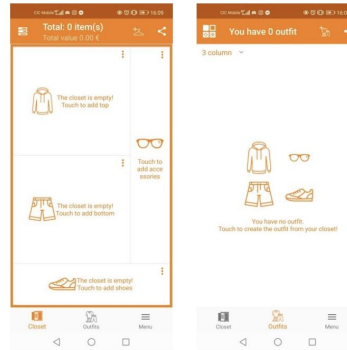 16:09
Total: 0 item(s)
Total value 0.00 €
The closet is empty!
Touch to add top
Touch to
add acce
ssories
The closet is empty!
Touch to add bottom
The closet is empty!
Touch to add shoes
Closet
Outfits
Menu
You have 0 outfit
3 column
You have no outfit.
Touch to create the outfit from your closet!
Closet
Outfits
Menu